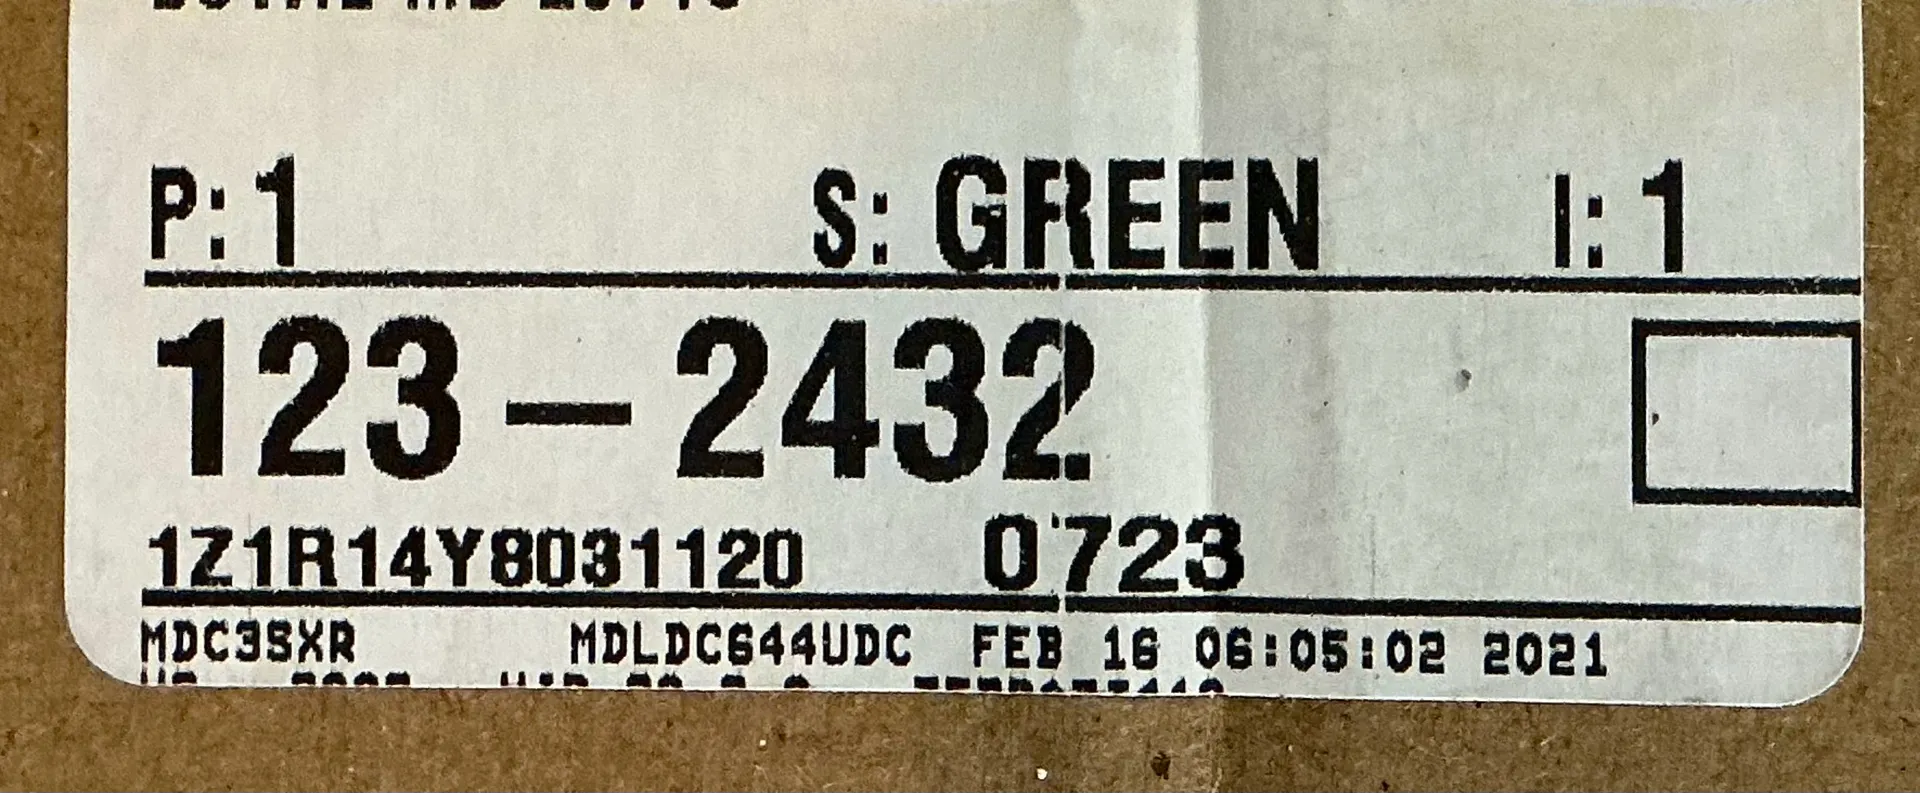 P: 1 S: GREEN I: 1
123-2432
1Z1R14Y8031120 0723
MDC3SXR MDLDC644UDC FEB 16 06:05:02 2021